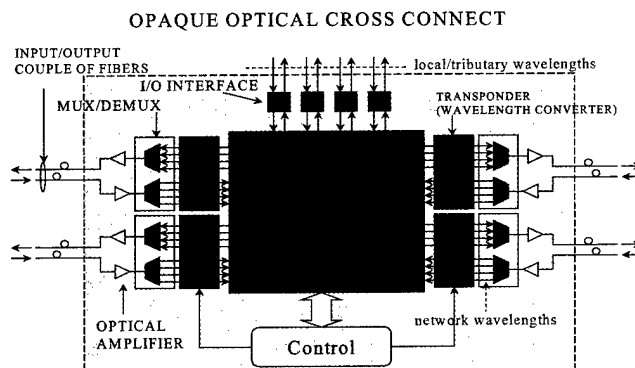 OPAQUE OPTICAL CROSS CONNECT
INPUT/OUTPUT
COUPLE OF FIBERS
local/tributary wavelengths
I/O INTERFACE
MUX/DEMUX
TRANSPONDER
(WAVELENGTH CONVERTER)
OPTICAL
AMPLIFIER
network wavelengths
Control